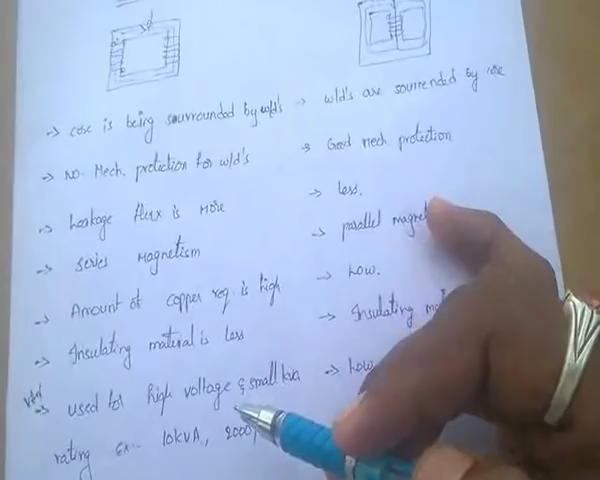 → core is being sourrounded by wd's → wld's are sourrended by
→ No. Mech. protection for wld's → Good mech protection
→ Leakage flux is More → less.
→ series Magnetism → parallel magnet
→ Amount of copper req. is high → Low.
→ Insulating material is less → Insulating
→ used for high voltage & small kva → Low
rating Ex:- 10kVA, 2000